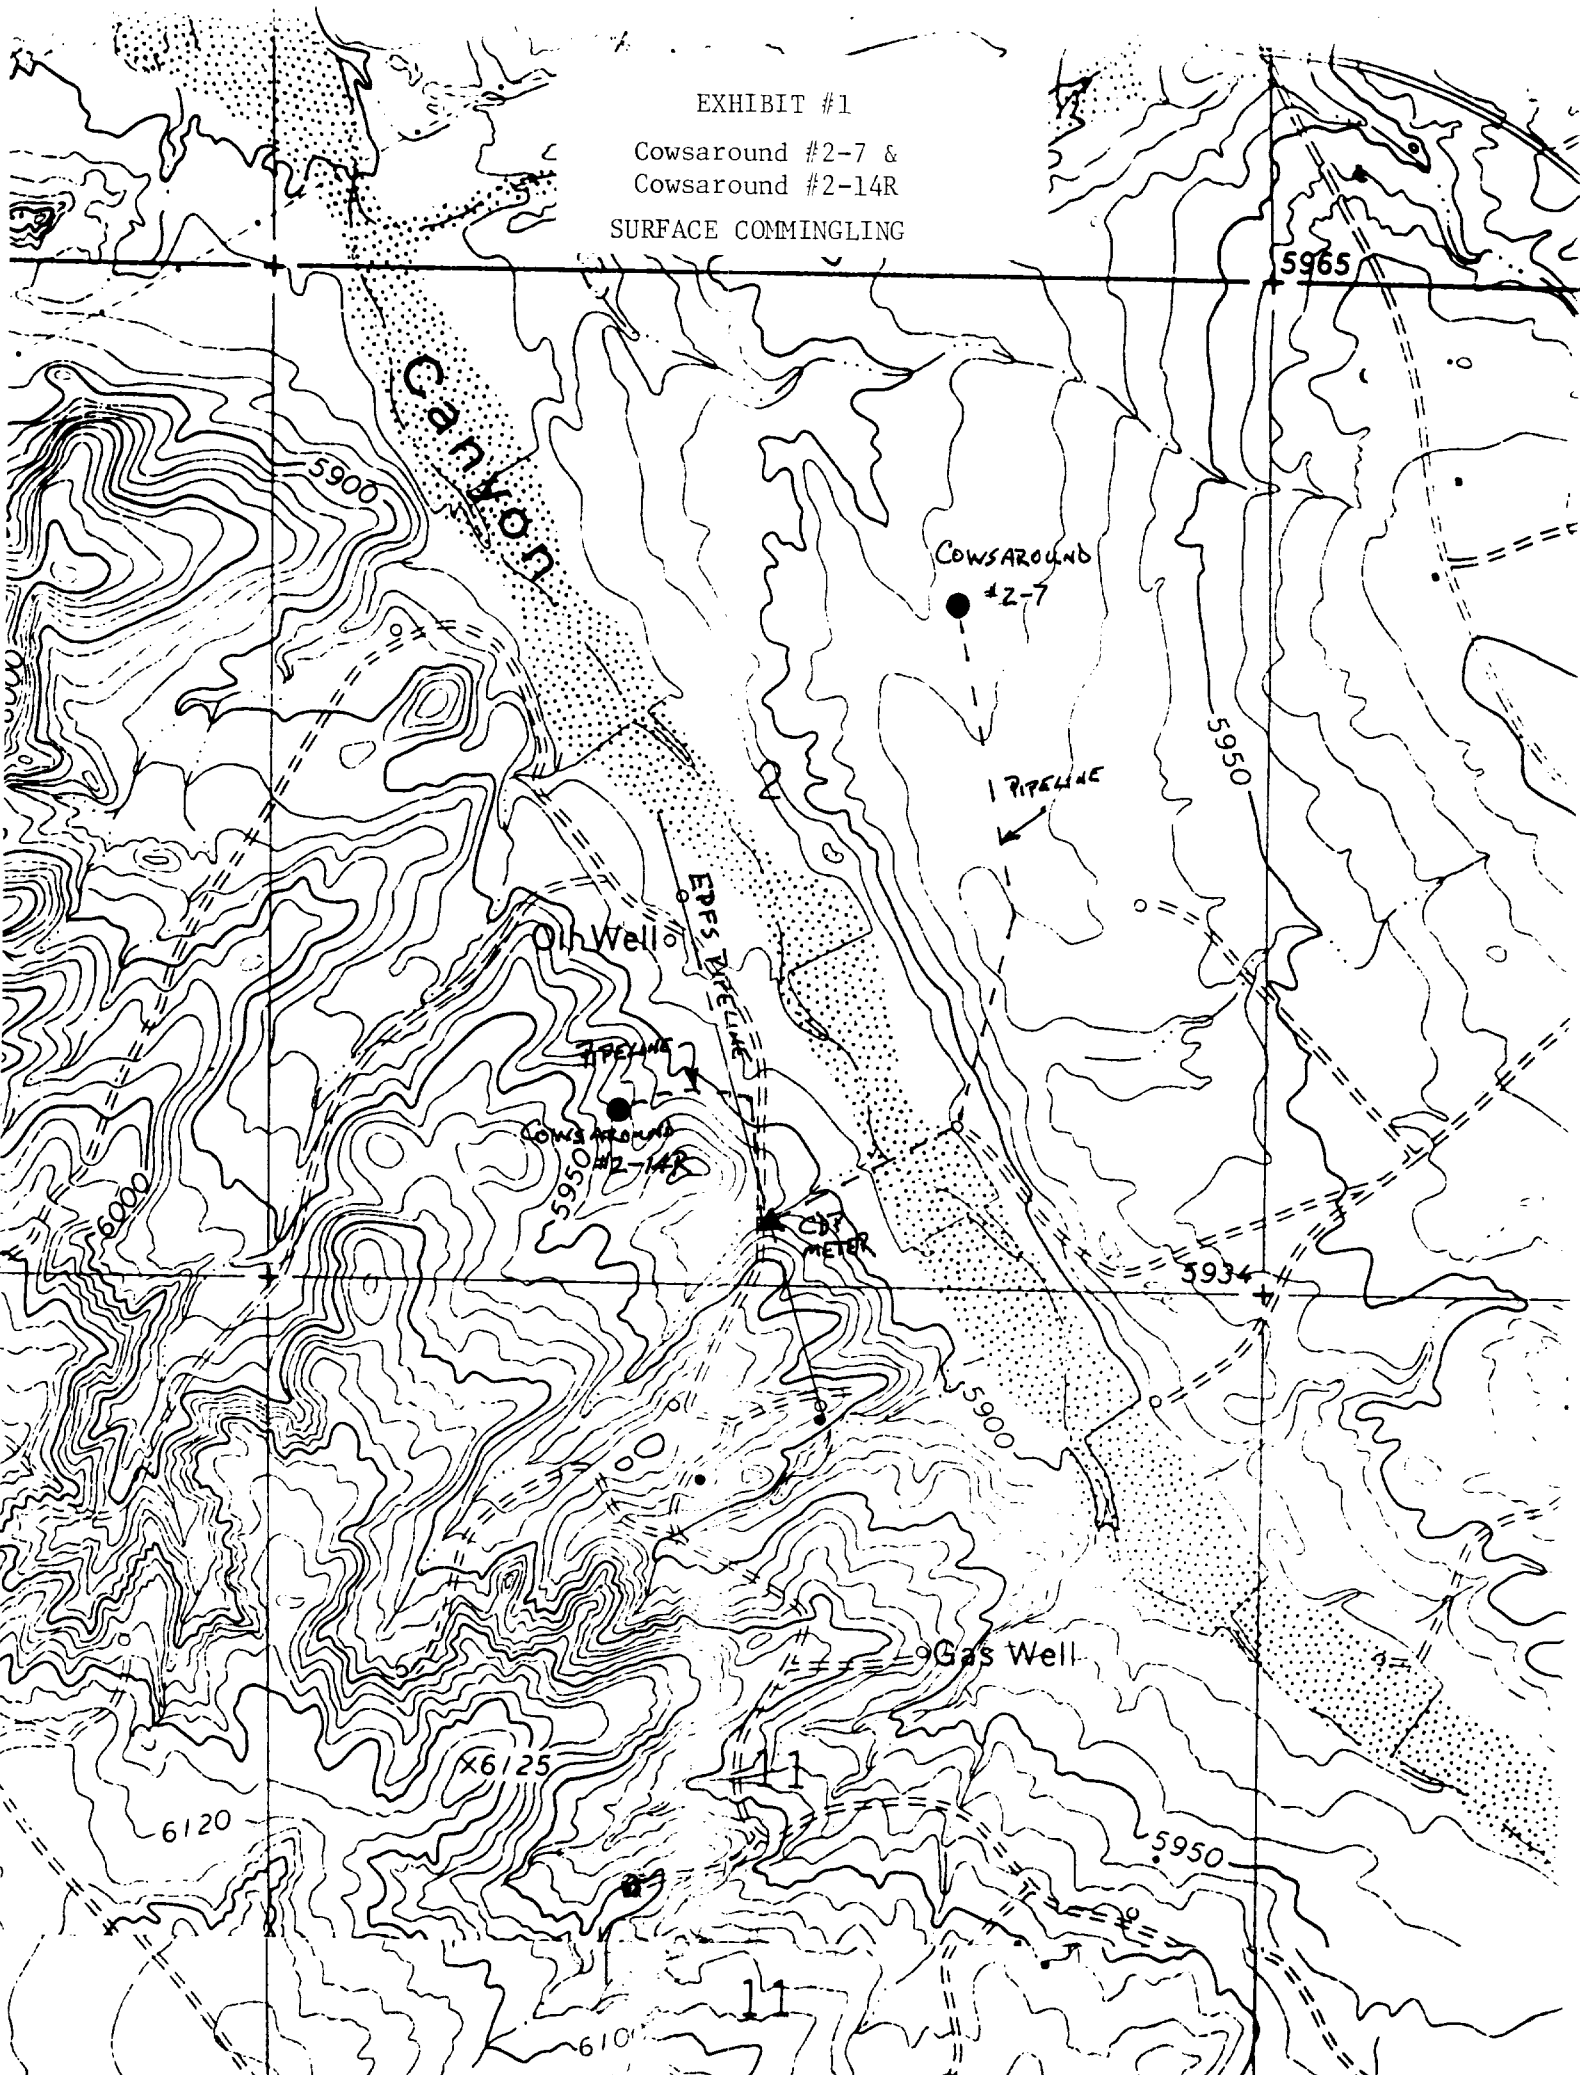 EXHIBIT #1
Cowsaround #2-7 &
Cowsaround #2-14R
SURFACE COMMINGLING
5965
Canyon
5900
COWSAROUND
#2-7
5950
2
PIPELINE
Oil Well
EPFS PIPELINE
PIPELINE
COWSAROUND
#2-14R
5950
6000
CDP
METER
5934
5900
Gas Well
X6125
11
6120
5950
11
610